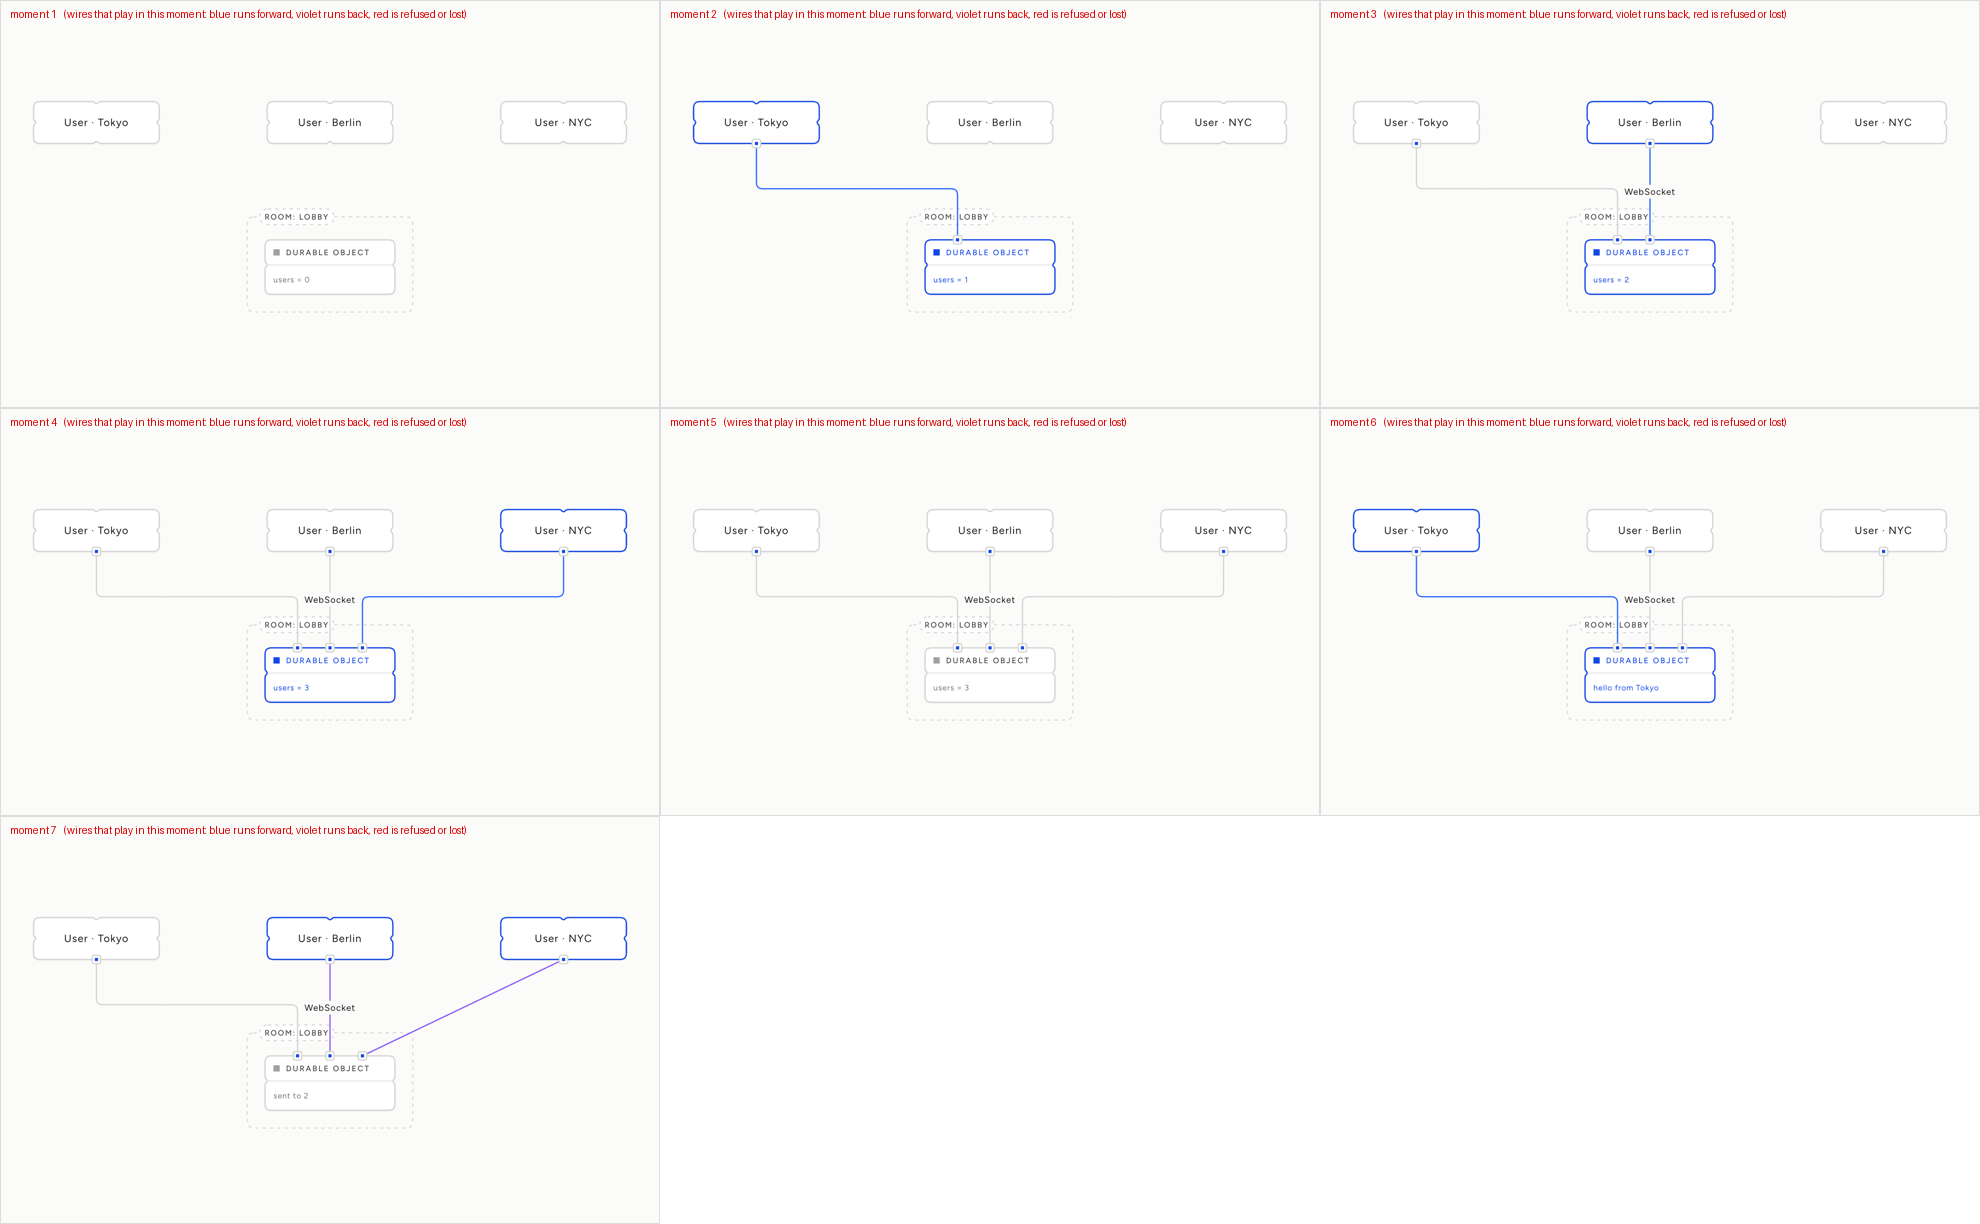 moment 1 (wires that play in this moment: blue runs forward, violet runs back, red is refused or lost)
User · Tokyo
User · Berlin
User · NYC
ROOM: LOBBY
DURABLE OBJECT
users = 0
moment 2 (wires that play in this moment: blue runs forward, violet runs back, red is refused or lost)
User · Tokyo
User · Berlin
User · NYC
ROOM: LOBBY
DURABLE OBJECT
users = 1
moment 3 (wires that play in this moment: blue runs forward, violet runs back, red is refused or lost)
User · Tokyo
User · Berlin
User · NYC
WebSocket
ROOM: LOBBY
DURABLE OBJECT
users = 2
moment 4 (wires that play in this moment: blue runs forward, violet runs back, red is refused or lost)
User · Tokyo
User · Berlin
User · NYC
WebSocket
ROOM: LOBBY
DURABLE OBJECT
users = 3
moment 5 (wires that play in this moment: blue runs forward, violet runs back, red is refused or lost)
User · Tokyo
User · Berlin
User · NYC
WebSocket
ROOM: LOBBY
DURABLE OBJECT
users = 3
moment 6 (wires that play in this moment: blue runs forward, violet runs back, red is refused or lost)
User · Tokyo
User · Berlin
User · NYC
WebSocket
ROOM: LOBBY
DURABLE OBJECT
hello from Tokyo
moment 7 (wires that play in this moment: blue runs forward, violet runs back, red is refused or lost)
User · Tokyo
User · Berlin
User · NYC
WebSocket
ROOM: LOBBY
DURABLE OBJECT
sent to 2